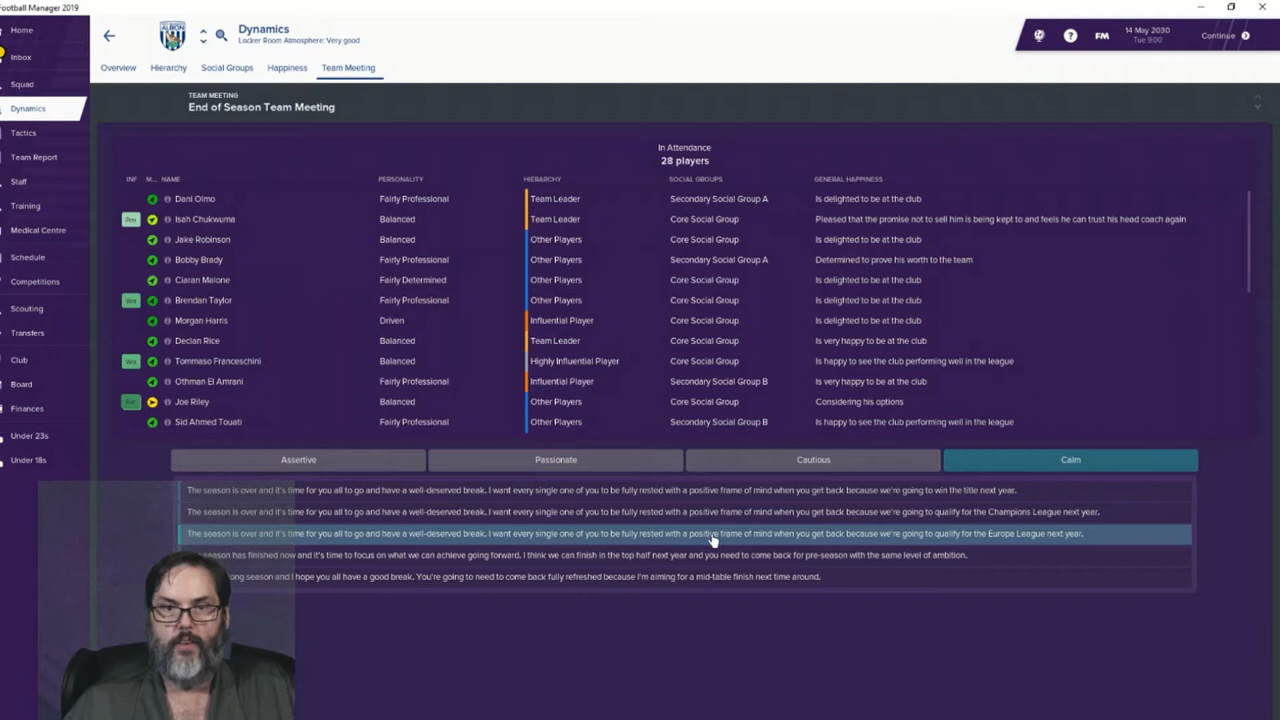 Football Manager 2019
Home
Inbox
Squad
Dynamics
Tactics
Team Report
Staff
Training
Medical Centre
Schedule
Competitions
Scouting
Transfers
Club
Board
Finances
Under 23s
Under 18s
ALBION
Dynamics
Locker Room Atmosphere: Very good
FM
14 May 2030
Tue 9:00
Continue
Overview Hierarchy Social Groups Happiness Team Meeting
TEAM MEETING
End of Season Team Meeting
In Attendance
28 players
INF M... NAME PERSONALITY HIERARCHY SOCIAL GROUPS GENERAL HAPPINESS
Dani Olmo Fairly Professional Team Leader Secondary Social Group A Is delighted to be at the club
Isah Chukwuma Balanced Team Leader Core Social Group Pleased that the promise not to sell him is being kept to and feels he can trust his head coach again
Jake Robinson Balanced Other Players Core Social Group Is delighted to be at the club
Bobby Brady Fairly Professional Other Players Secondary Social Group A Determined to prove his worth to the team
Ciaran Malone Fairly Determined Other Players Core Social Group Is delighted to be at the club
Wnt Brendan Taylor Fairly Professional Other Players Core Social Group Is delighted to be at the club
Morgan Harris Driven Influential Player Core Social Group Is delighted to be at the club
Declan Rice Balanced Team Leader Core Social Group Is very happy to be at the club
Wnt Tommaso Franceschini Balanced Highly Influential Player Core Social Group Is happy to see the club performing well in the league
Othman El Amrani Fairly Professional Influential Player Secondary Social Group B Is very happy to be at the club
Joe Riley Balanced Other Players Core Social Group Considering his options
Sid Ahmed Touati Fairly Professional Other Players Secondary Social Group B Is happy to see the club performing well in the league
Assertive Passionate Cautious Calm
The season is over and it's time for you all to go and have a well-deserved break. I want every single one of you to be fully rested with a positive frame of mind when you get back because we're going to win the title next year.
The season is over and it's time for you all to go and have a well-deserved break. I want every single one of you to be fully rested with a positive frame of mind when you get back because we're going to qualify for the Champions League next year.
The season is over and it's time for you all to go and have a well-deserved break. I want every single one of you to be fully rested with a positive frame of mind when you get back because we're going to qualify for the Europa League next year.
season has finished now and it's time to focus on what we can achieve going forward. I think we can finish in the top half next year and you need to come back for pre-season with the same level of ambition.
season and I hope you all have a good break. You're going to need to come back fully refreshed because I'm aiming for a mid-table finish next time around.